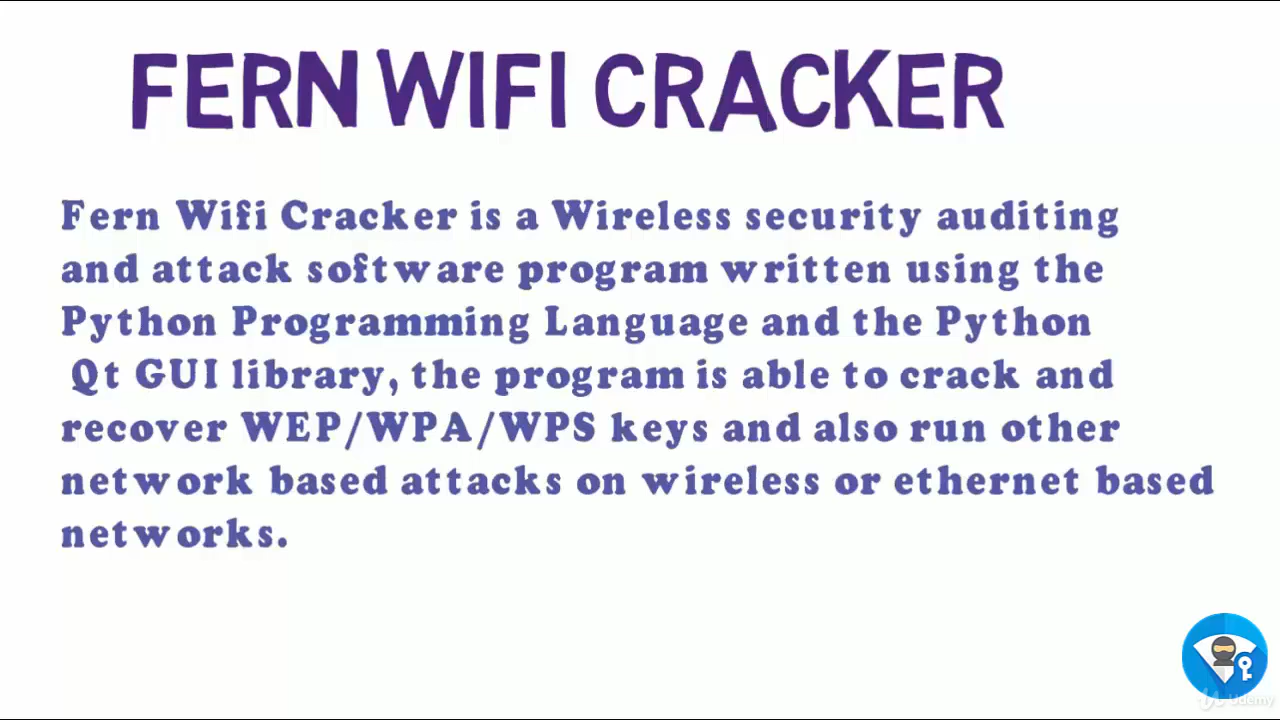 FERN WIFI CRACKER
Fern Wifi Cracker is a Wireless security auditing
and attack software program written using the
Python Programming Language and the Python
Qt GUI library, the program is able to crack and
recover WEP/WPA/WPS keys and also run other
network based attacks on wireless or ethernet based
networks.
Udemy